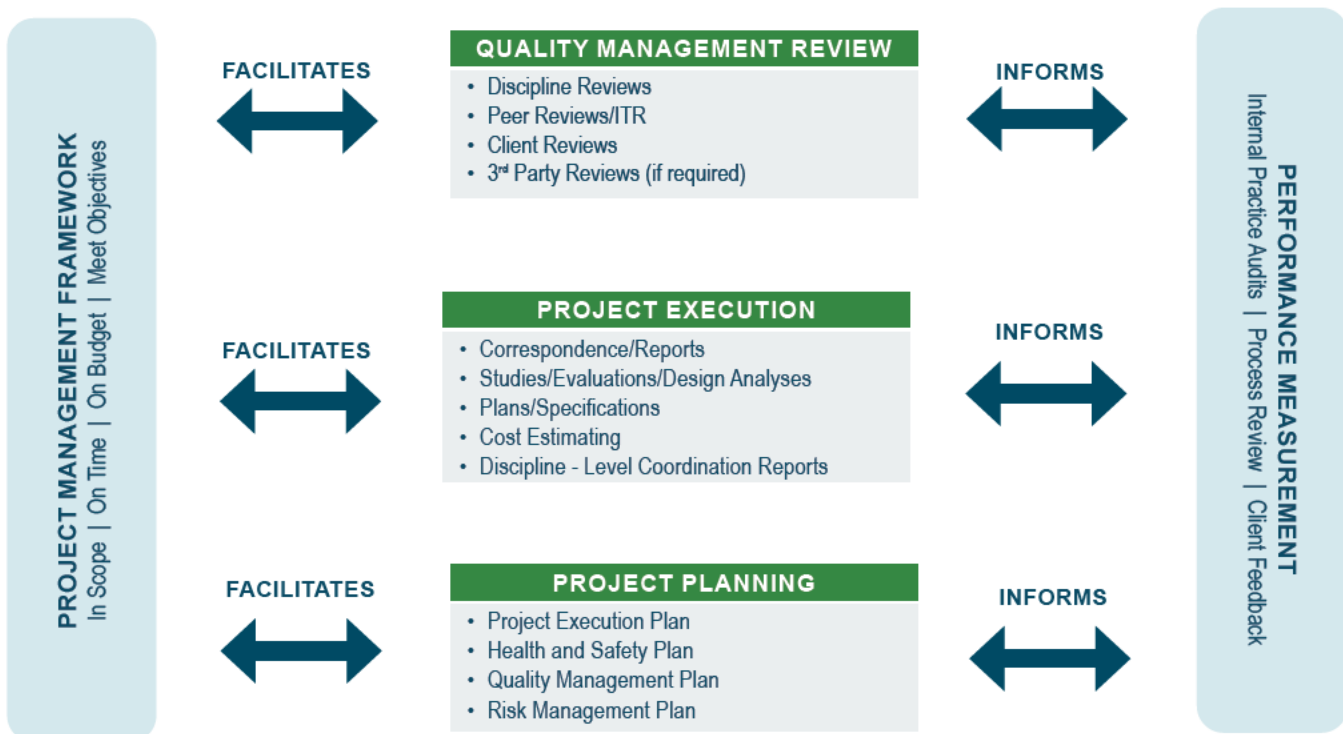 PROJECT MANAGEMENT FRAMEWORK
In Scope | On Time | On Budget | Meet Objectives
FACILITATES
QUALITY MANAGEMENT REVIEW
• Discipline Reviews
• Peer Reviews/ITR
• Client Reviews
• 3rd Party Reviews (if required)
INFORMS
FACILITATES
PROJECT EXECUTION
• Correspondence/Reports
• Studies/Evaluations/Design Analyses
• Plans/Specifications
• Cost Estimating
• Discipline - Level Coordination Reports
INFORMS
FACILITATES
PROJECT PLANNING
• Project Execution Plan
• Health and Safety Plan
• Quality Management Plan
• Risk Management Plan
INFORMS
PERFORMANCE MEASUREMENT
Internal Practice Audits | Process Review | Client Feedback